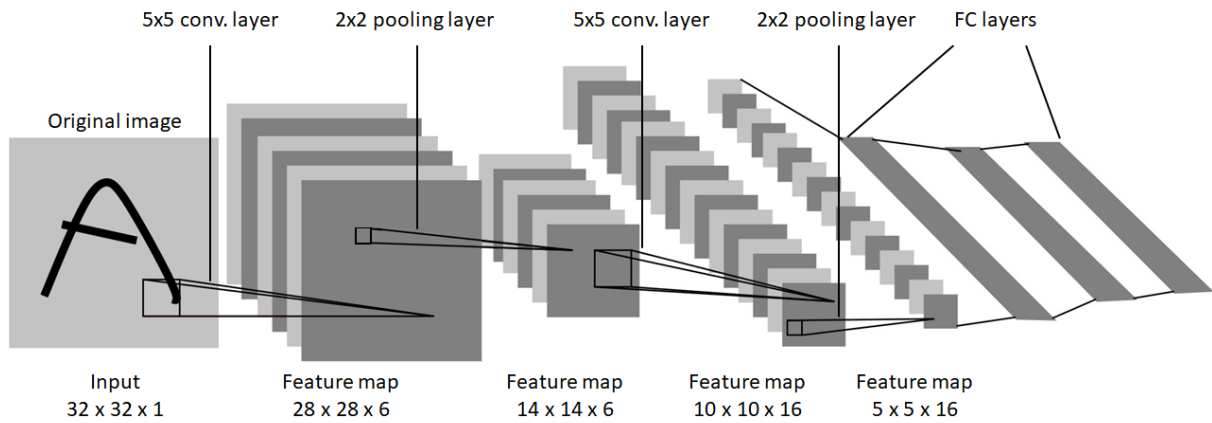 5x5 conv. layer
2x2 pooling layer
5x5 conv. layer
2x2 pooling layer
FC layers
Original image
A
Input
32 x 32 x 1
Feature map
28 x 28 x 6
Feature map
14 x 14 x 6
Feature map
10 x 10 x 16
Feature map
5 x 5 x 16